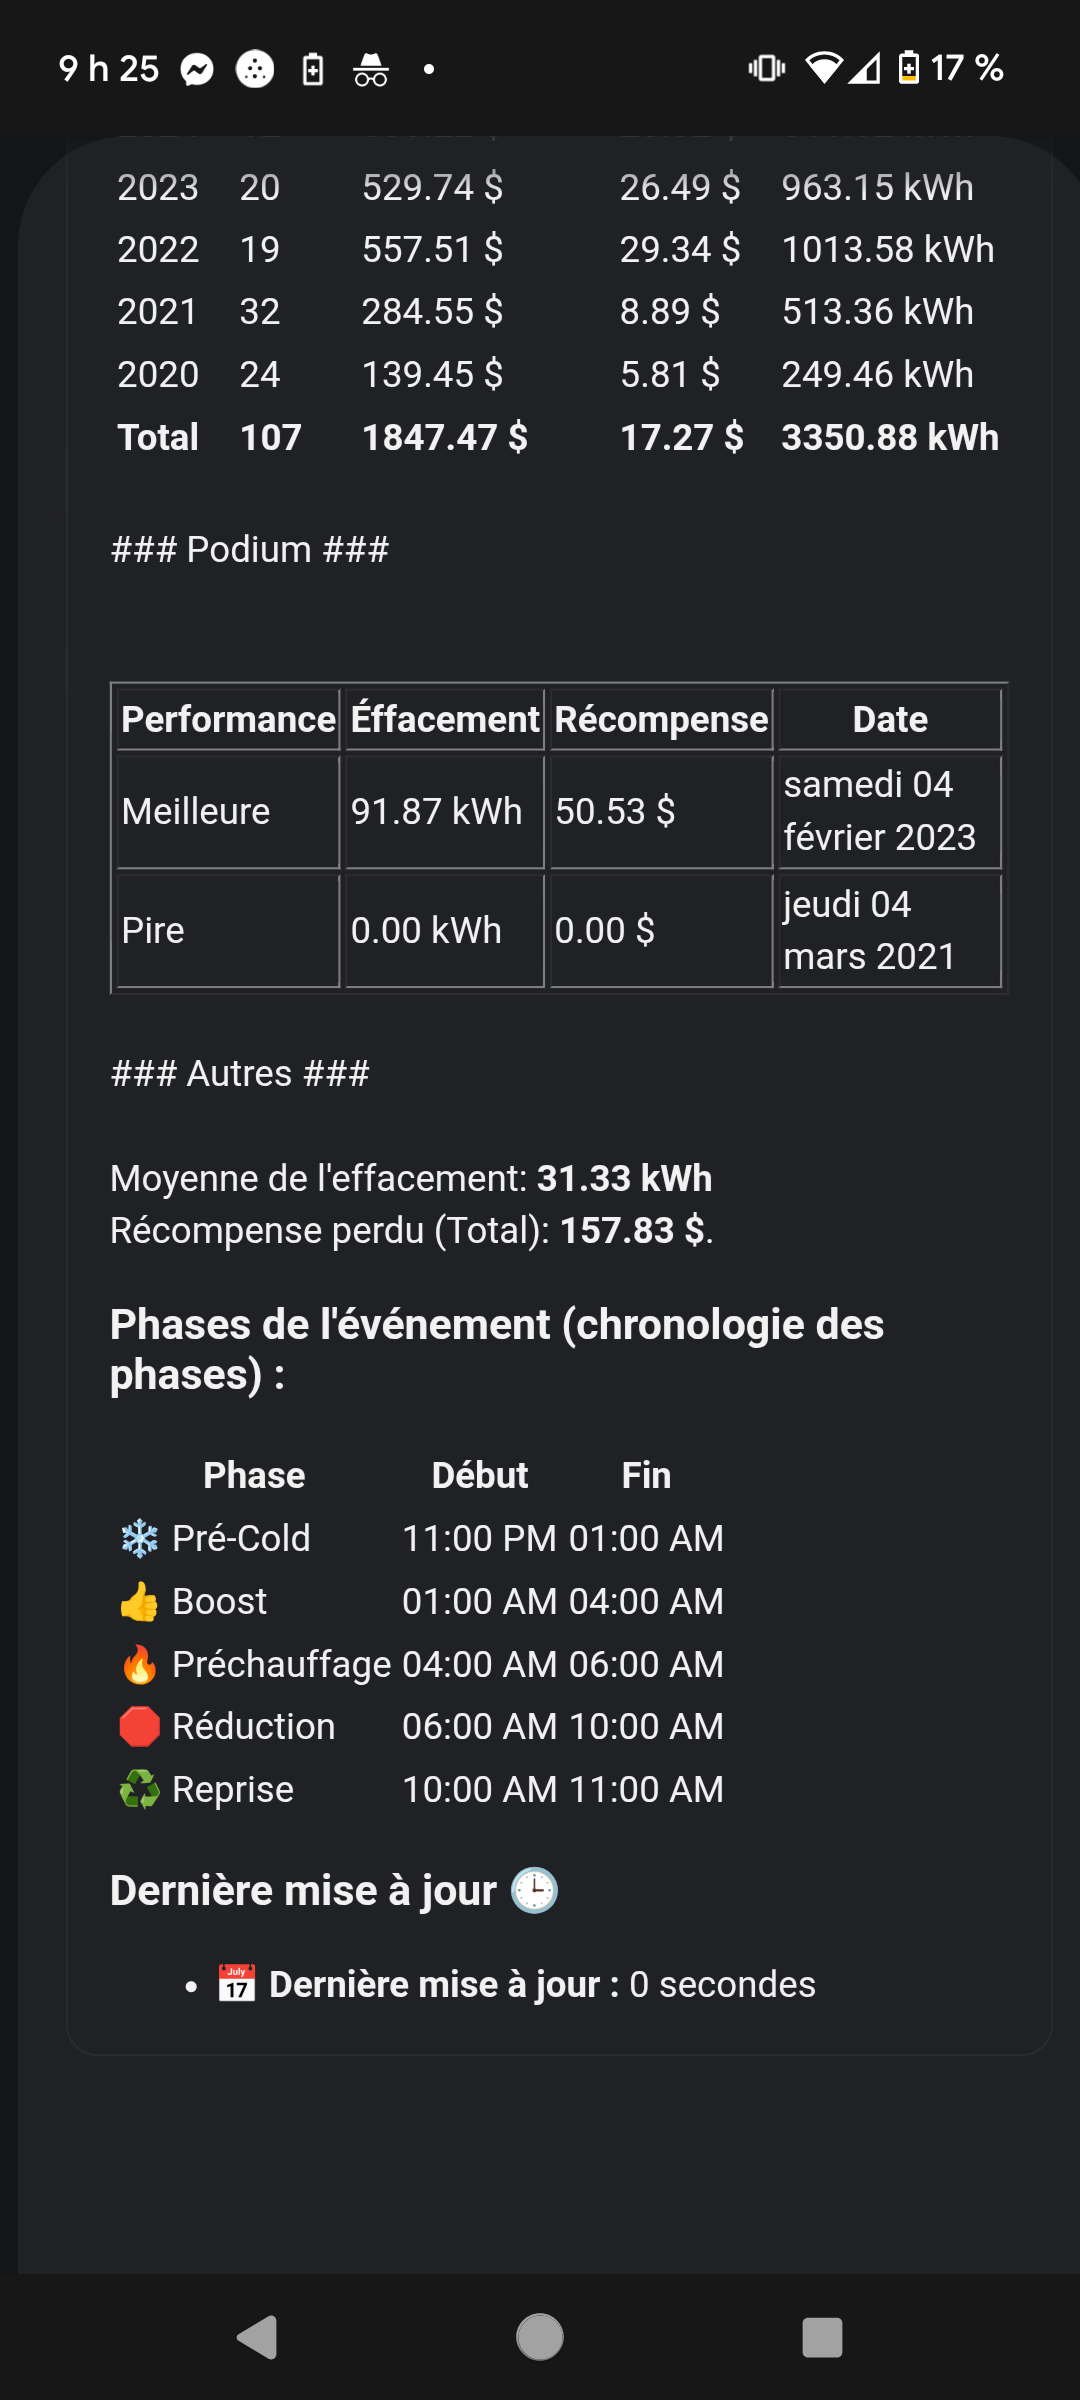 9 h 25
17 %
2023 20 529.74 $ 26.49 $ 963.15 kWh
2022 19 557.51 $ 29.34 $ 1013.58 kWh
2021 32 284.55 $ 8.89 $ 513.36 kWh
2020 24 139.45 $ 5.81 $ 249.46 kWh
Total 107 1847.47 $ 17.27 $ 3350.88 kWh
### Podium ###
Performance Éffacement Récompense Date
Meilleure 91.87 kWh 50.53 $ samedi 04
février 2023
Pire 0.00 kWh 0.00 $ jeudi 04
mars 2021
### Autres ###
Moyenne de l'effacement: 31.33 kWh
Récompense perdu (Total): 157.83 $.
Phases de l'événement (chronologie des
phases) :
Phase Début Fin
❄️ Pré-Cold 11:00 PM 01:00 AM
👍 Boost 01:00 AM 04:00 AM
🔥 Préchauffage 04:00 AM 06:00 AM
🛑 Réduction 06:00 AM 10:00 AM
♻️ Reprise 10:00 AM 11:00 AM
Dernière mise à jour 🕒
• 📅 Dernière mise à jour : 0 secondes